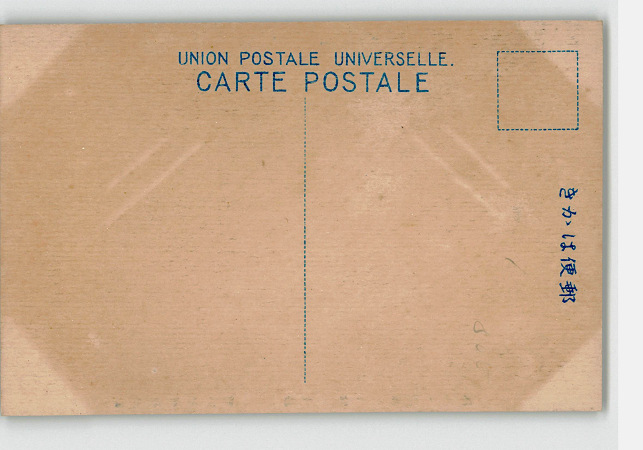 UNION POSTALE UNIVERSELLE.
CARTE POSTALE
きかは便郵